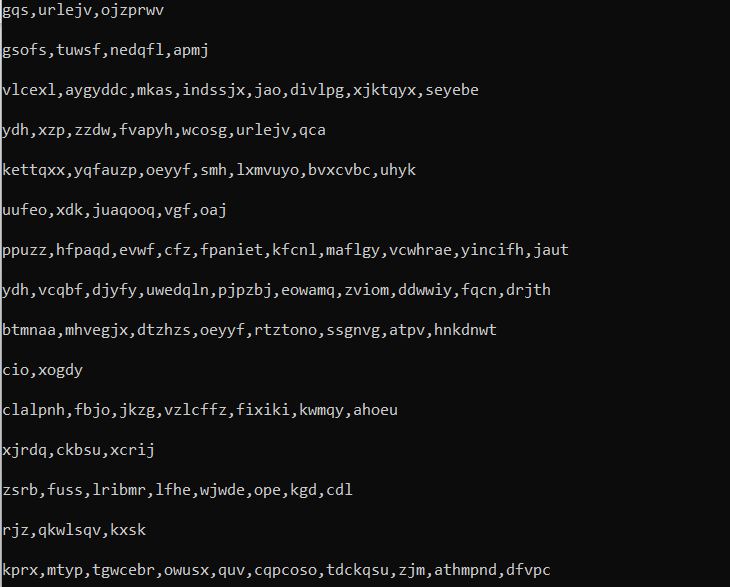 gqs,urlejv,ojzprwv
gsofs,tuwsf,nedqfl,apmj
vlcexl,aygyddc,mkas,indssjx,jao,divlpg,xjktqyx,seyebe
ydh,xzp,zzdw,fvapyh,wcosg,urlejv,qca
kettqxx,yqfauzp,oeyyf,smh,lxmvuyo,bvxcvbc,uhyk
uufeo,xdk,juaqooq,vgf,oaj
ppuzz,hfpaqd,evwf,cfz,fpaniet,kfcnl,maflgy,vcwhrae,yincifh,jaut
ydh,vcqbf,djyfy,uwedqln,pjpzbj,eowamq,zviom,ddwwiy,fqcn,drjth
btmnaa,mhvegjx,dtzhzs,oeyyf,rtztono,ssgnvg,atpv,hnkdnwt
cio,xogdy
clalpnh,fbjo,jkzg,vzlcffz,fixiki,kwmqy,ahoeu
xjrdq,ckbsu,xcrij
zsrb,fuss,lribmr,lfhe,wjwde,ope,kgd,cdl
rjz,qkwlsqv,kxsk
kprx,mtyp,tgwcebr,owusx,quv,cqpcoso,tdckqsu,zjm,athmpnd,dfvpc